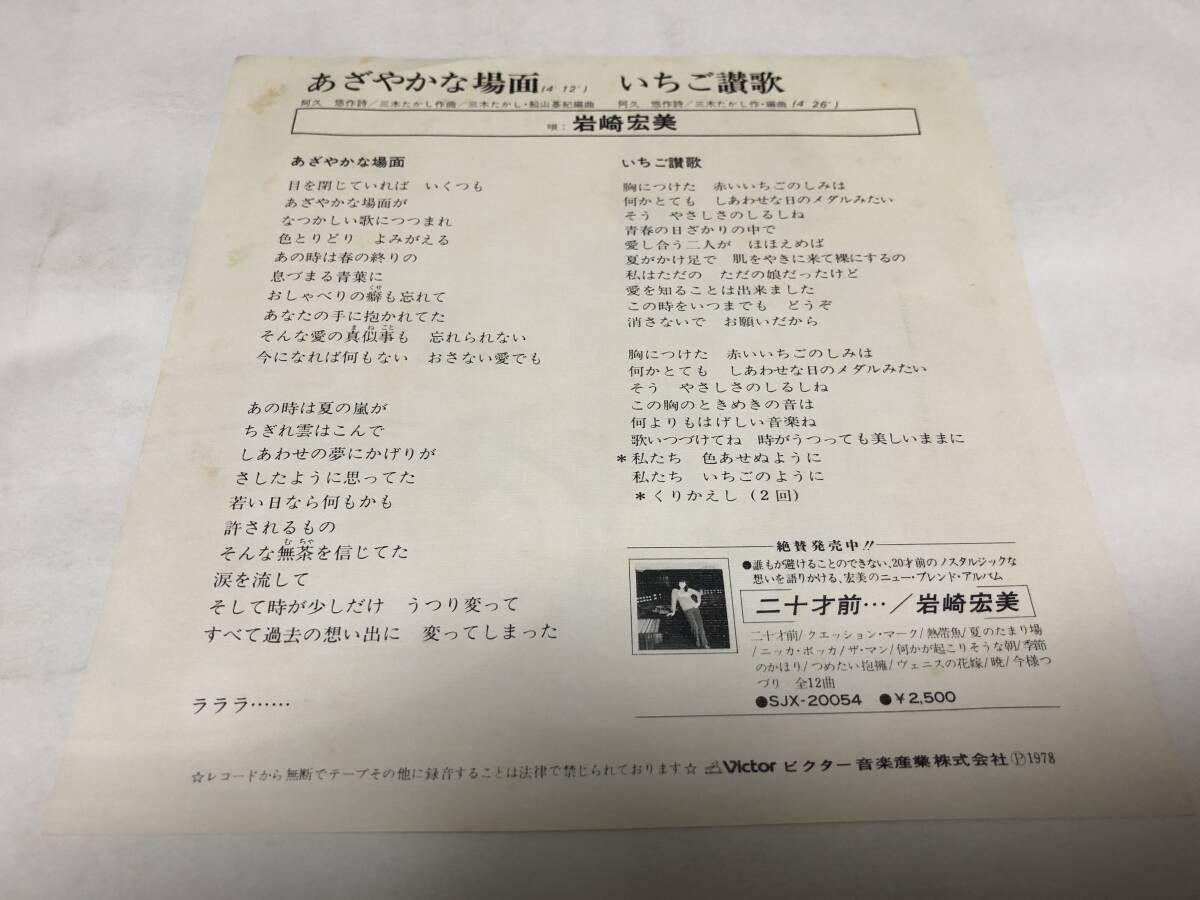 あざやかな場面(4′12″)　いちご讃歌
阿久　悠作詩/三木たかし作曲/三木たかし・船山基紀編曲　阿久　悠作詩/三木たかし作・編曲(4′26″)
唄:岩崎宏美
あざやかな場面
目を閉じていれば　いくつも
あざやかな場面が
なつかしい歌につつまれ
色とりどり　よみがえる
あの時は春の終りの
息づまる青葉に
おしゃべりの癖も忘れて
あなたの手に抱かれてた
そんな愛の真似事も　忘れられない
今になれば何もない　おさない愛でも
あの時は夏の嵐が
ちぎれ雲はこんで
しあわせの夢にかげりが
さしたように思ってた
若い日なら何もかも
許されるもの
そんな無茶を信じてた
涙を流して
そして時が少しだけ　うつり変って
すべて過去の想い出に　変ってしまった
ラララ……
いちご讃歌
胸につけた　赤いいちごのしみは
何かとても　しあわせな日のメダルみたい
そう　やさしさのしるしね
青春の日ざかりの中で
愛し合う二人が　ほほえめば
夏がかけ足で　肌をやきに来て裸にするの
私はただの　ただの娘だったけど
愛を知ることは出来ました
この時をいつまでも　どうぞ
消さないで　お願いだから
胸につけた　赤いいちごのしみは
何かとても　しあわせな日のメダルみたい
そう　やさしさのしるしね
この胸のときめきの音は
何よりもはげしい音楽ね
歌いつづけてね　時がうつっても美しいままに
*私たち　色あせぬように
私たち　いちごのように
*くりかえし(2回)
絶賛発売中!!
●誰もが避けることのできない、20才前のノスタルジックな
想いを語りかける、宏美のニュー・ブレンド・アルバム
二十才前…/岩崎宏美
二十才前/クエッション・マーク/熱帯魚/夏のたまり場
/ニッカ・ボッカ/ザ・マン/何かが起こりそうな朝/季節
のかほり/つめたい抱擁/ヴェニスの花嫁/暁/今様つ
づり　全12曲
●SJX-20054　●¥2,500
☆レコードから無断でテープその他に録音することは法律で禁じられております☆ Victor ビクター音楽産業株式会社Ⓟ1978